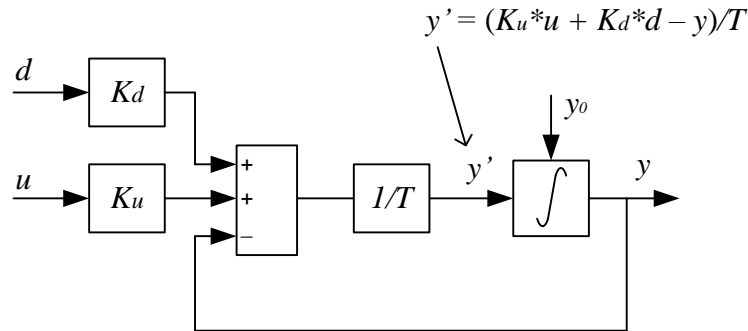 y’ = (Ku*u + Kd*d – y)/T
d
Kd
y0
+
y’
y
u
Ku
+
1/T
∫
–